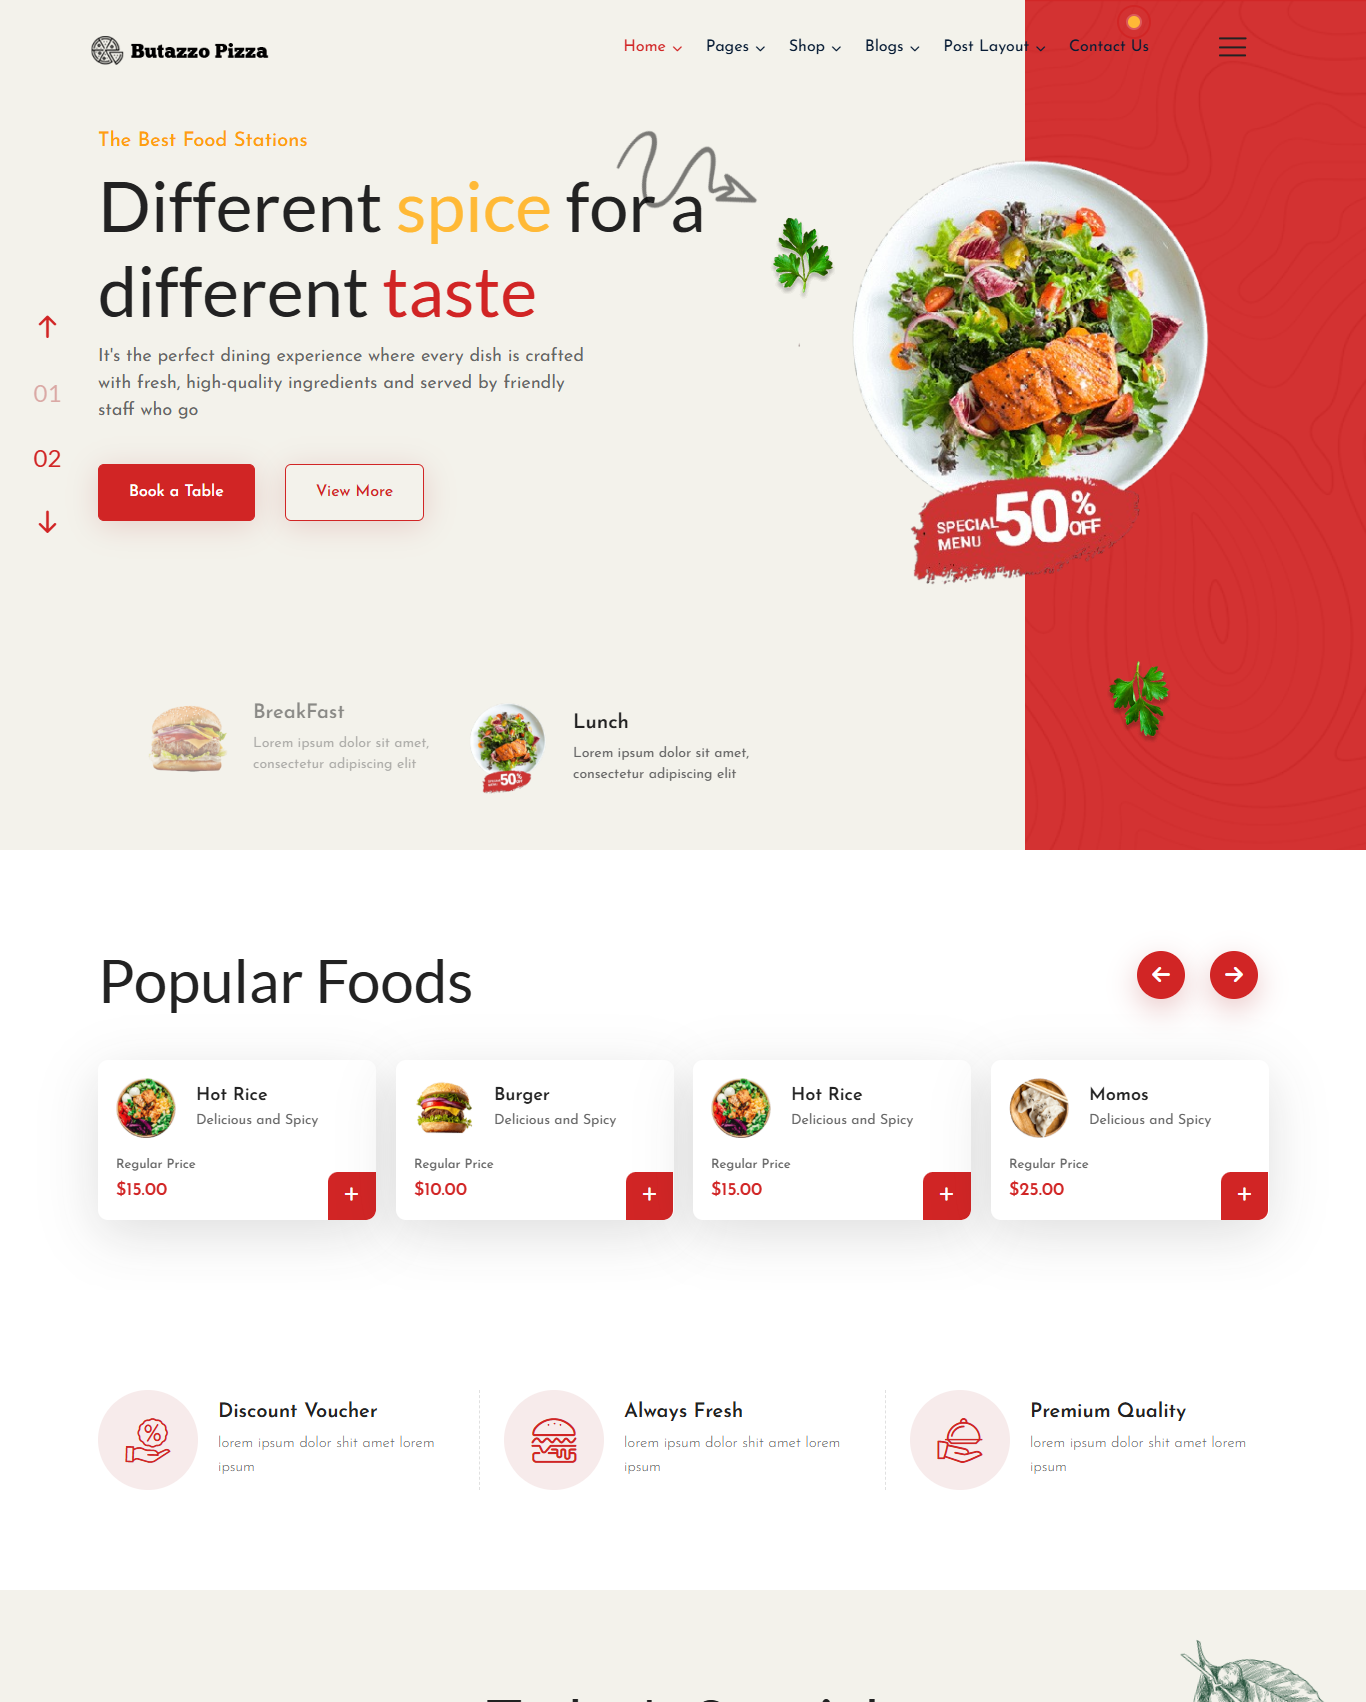 Butazzo Pizza
Home Pages Shop Blogs Post Layout Contact Us
The Best Food Stations
Different spice for a
different taste
It's the perfect dining experience where every dish is crafted
with fresh, high-quality ingredients and served by friendly
staff who go
01
02
Book a Table
View More
SPECIAL MENU 50% OFF
BreakFast
Lorem ipsum dolor sit amet,
consectetur adipiscing elit
Lunch
Lorem ipsum dolor sit amet,
consectetur adipiscing elit
50%
Popular Foods
Hot Rice
Delicious and Spicy
Regular Price
$15.00
+
Burger
Delicious and Spicy
Regular Price
$10.00
+
Hot Rice
Delicious and Spicy
Regular Price
$15.00
+
Momos
Delicious and Spicy
Regular Price
$25.00
+
%
Discount Voucher
lorem ipsum dolor shit amet lorem
ipsum
Always Fresh
lorem ipsum dolor shit amet lorem
ipsum
Premium Quality
lorem ipsum dolor shit amet lorem
ipsum